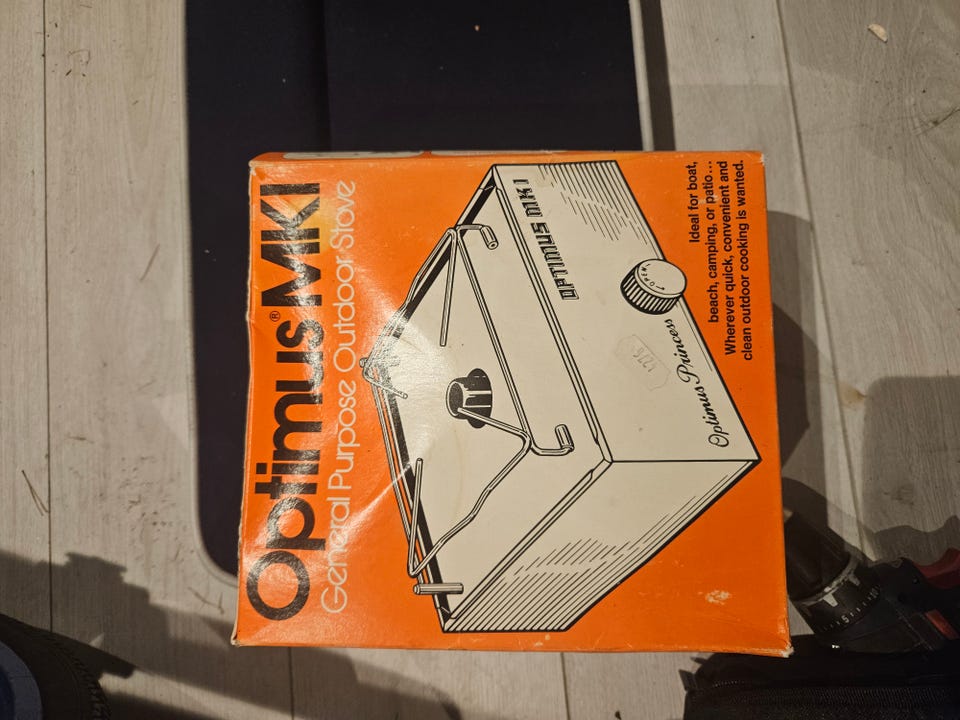 Optimus® MKI
General Purpose Outdoor Stove
OPTIMUS MK I
Optimus Princess
Ideal for boat,
beach, camping, or patio...
Wherever quick, convenient and
clean outdoor cooking is wanted.